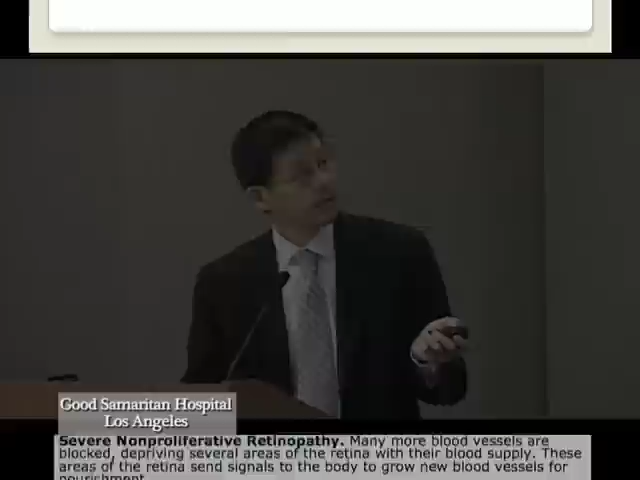 Good Samaritan Hospital
Los Angeles
Severe Nonproliferative Retinopathy. Many more blood vessels are
blocked, depriving several areas of the retina with their blood supply. These
areas of the retina send signals to the body to grow new blood vessels for
nourishment.